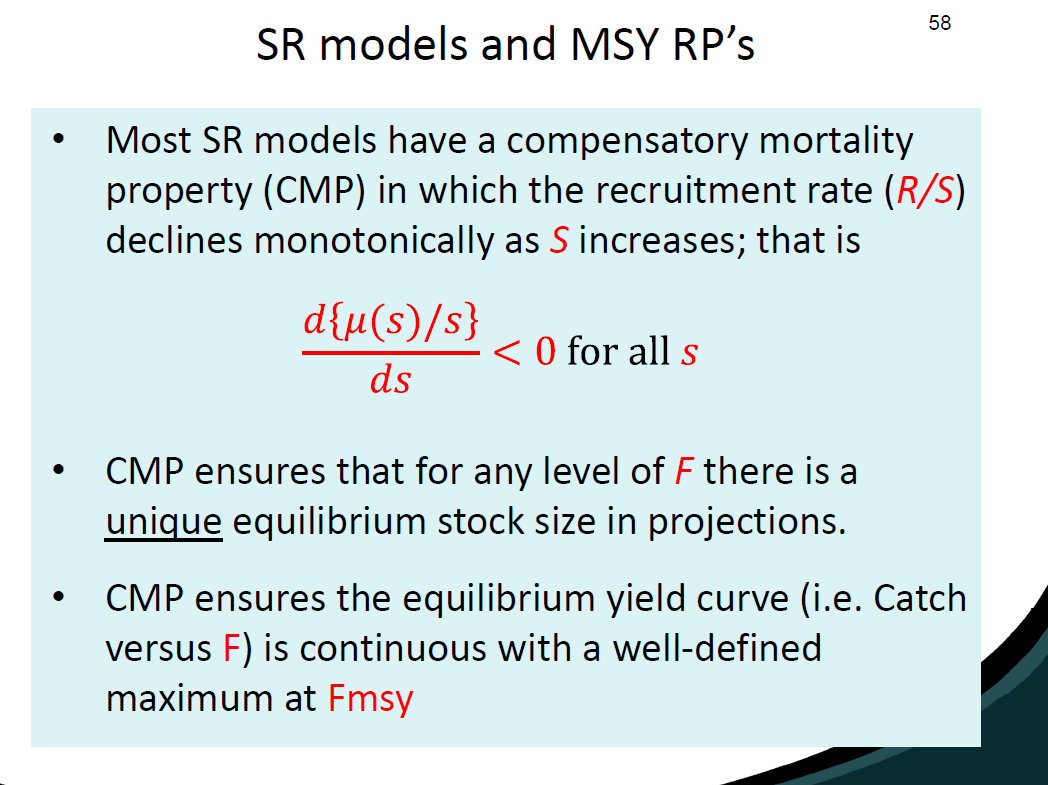 58
SR models and MSY RP’s
• Most SR models have a compensatory mortality
property (CMP) in which the recruitment rate (R/S)
declines monotonically as S increases; that is
d{μ(s)/s}
ds
< 0 for all s
• CMP ensures that for any level of F there is a
unique equilibrium stock size in projections.
• CMP ensures the equilibrium yield curve (i.e. Catch
versus F) is continuous with a well-defined
maximum at Fmsy